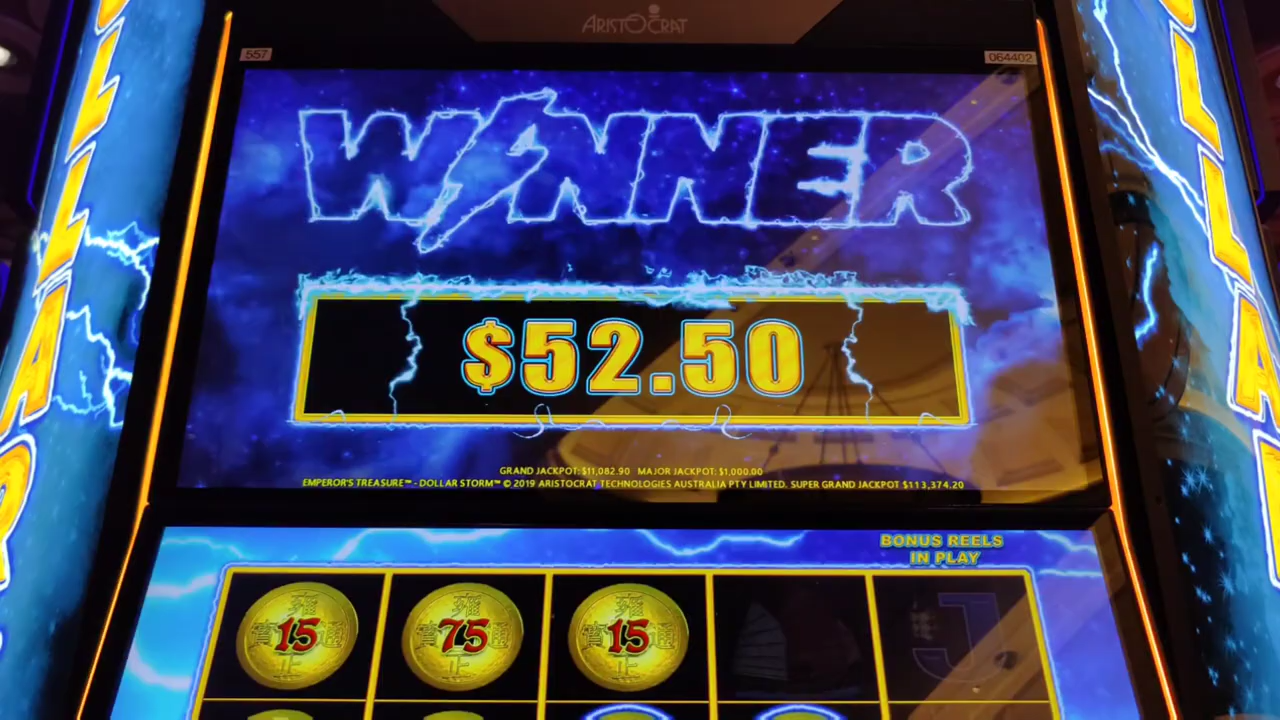 ARISTOCRAT
557
064402
WINNER
$52.50
GRAND JACKPOT: $11,082.90 MAJOR JACKPOT: $1,000.00
EMPEROR'S TREASURE™ - DOLLAR STORM™ © 2019 ARISTOCRAT TECHNOLOGIES AUSTRALIA PTY LIMITED. SUPER GRAND JACKPOT $113,374.20
BONUS REELS
IN PLAY
15
75
15
J
OLLAR
OLLAR